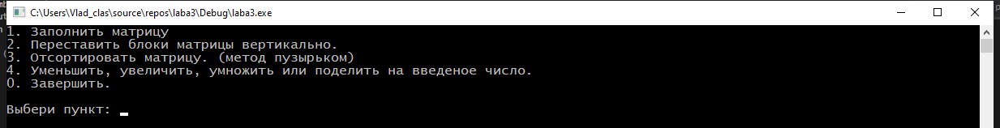 C:\Users\Vlad_clas\source\repos\laba3\Debug\laba3.exe
1. Заполнить матрицу
2. Переставить блоки матрицы вертикально.
3. Отсортировать матрицу. (метод пузырьком)
4. Уменьшить, увеличить, умножить или поделить на введеное число.
0. Завершить.
Выбери пункт: